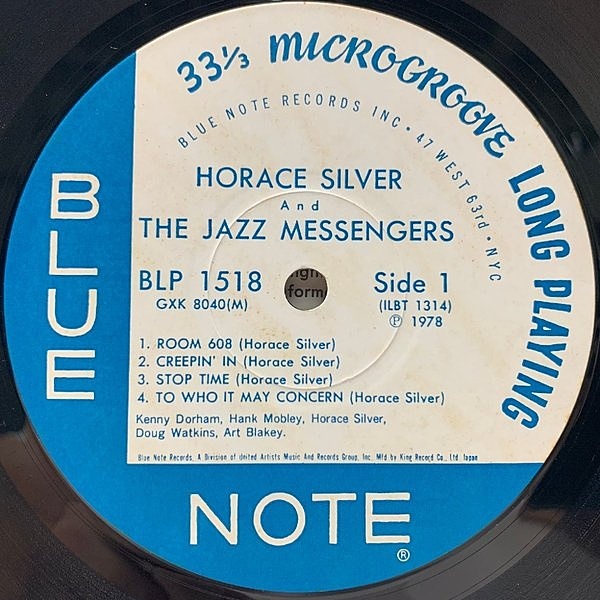 33⅓ MICROGROOVE LONG PLAYING
BLUE NOTE RECORDS INC • 47 WEST 63rd • NYC
HORACE SILVER
And
THE JAZZ MESSENGERS
BLP 1518
GXK 8040(M)
form
Side 1
(ILBT 1314)
Ⓟ 1978
1. ROOM 608 (Horace Silver)
2. CREEPIN' IN (Horace Silver)
3. STOP TIME (Horace Silver)
4. TO WHO IT MAY CONCERN (Horace Silver)
Kenny Dorham, Hank Mobley, Horace Silver,
Doug Watkins, Art Blakey.
Blue Note Records, A Division of United Artists Music And Records Group, Inc. Mfd by King Record Co., Ltd. Japan
BLUE
NOTE®